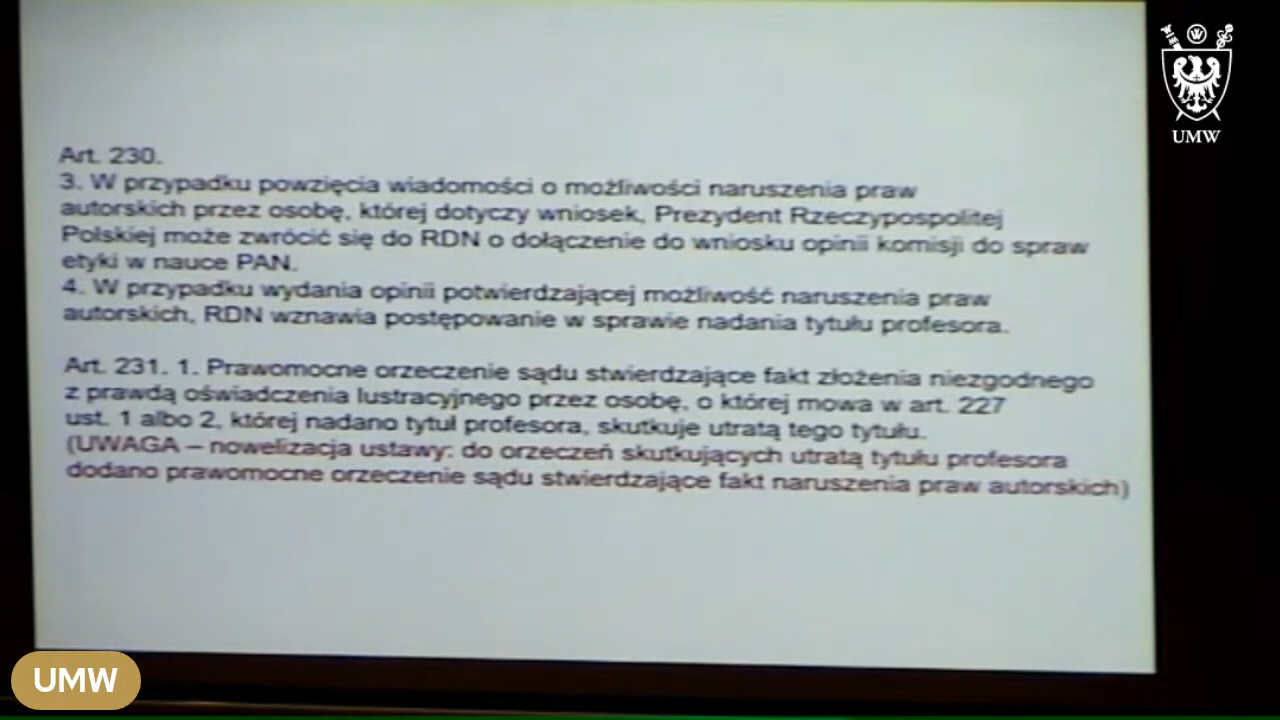 Art. 230.
3. W przypadku powzięcia wiadomości o możliwości naruszenia praw
autorskich przez osobę, której dotyczy wniosek, Prezydent Rzeczypospolitej
Polskiej może zwrócić się do RDN o dołączenie do wniosku opinii komisji do spraw
etyki w nauce PAN.
4. W przypadku wydania opinii potwierdzającej możliwość naruszenia praw
autorskich, RDN wznawia postępowanie w sprawie nadania tytułu profesora.
Art. 231. 1. Prawomocne orzeczenie sądu stwierdzające fakt złożenia niezgodnego
z prawdą oświadczenia lustracyjnego przez osobę, o której mowa w art. 227
ust. 1 albo 2, której nadano tytuł profesora, skutkuje utratą tego tytułu.
(UWAGA – nowelizacja ustawy: do orzeczeń skutkujących utratą tytułu profesora
dodano prawomocne orzeczenie sądu stwierdzające fakt naruszenia praw autorskich)
W
UMW
UMW